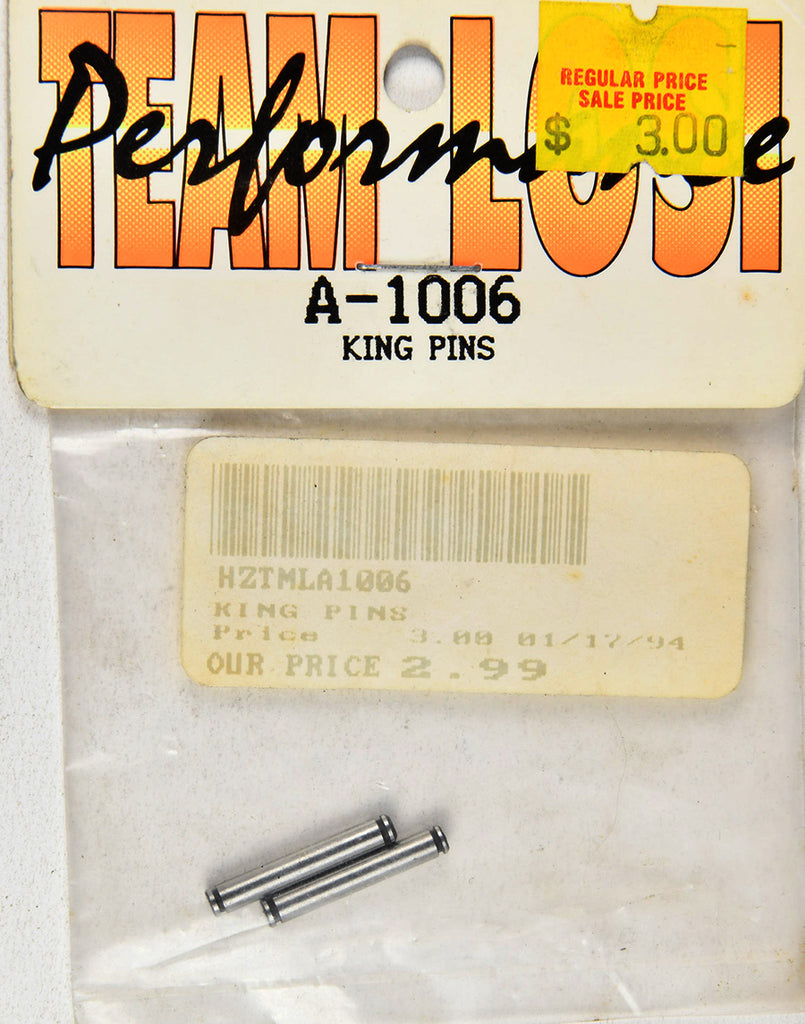 TEAM LOSI
Performance
REGULAR PRICE
SALE PRICE
$ 3.00
A-1006
KING PINS
HZTMLA1006
KING PINS
Price 3.00 01/17/94
OUR PRICE 2.99